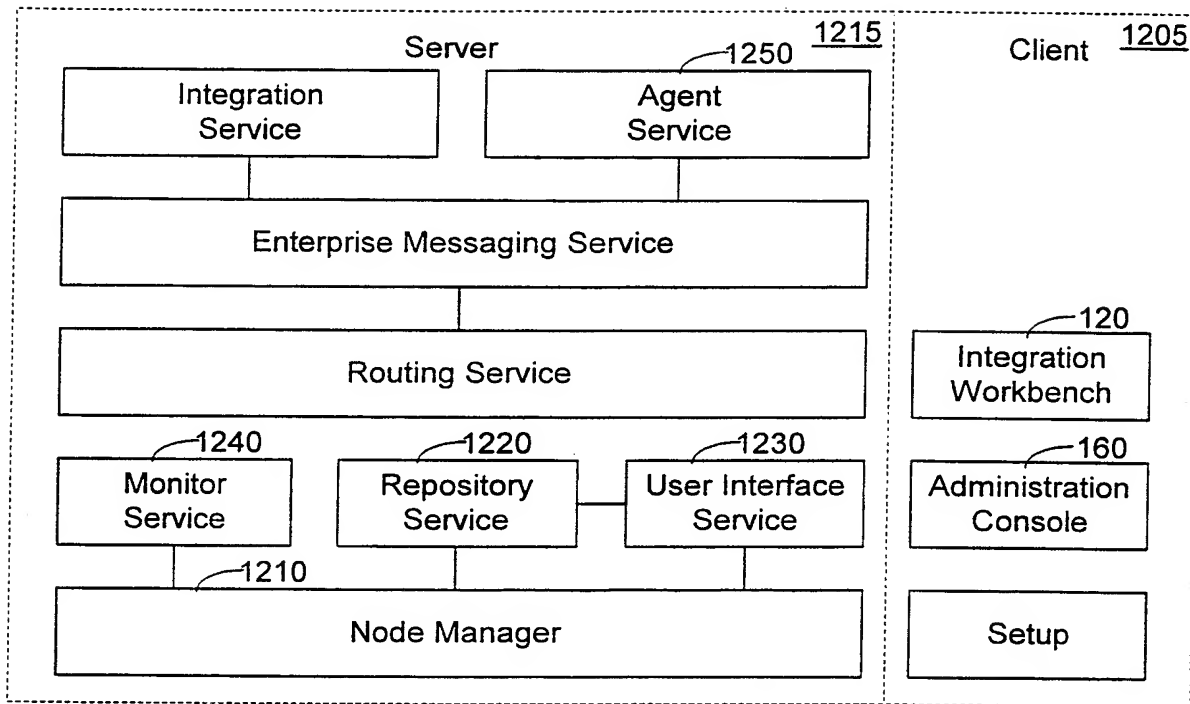 1215
1205
Server
Client
1250
Integration
Service
Agent
Service
Enterprise Messaging Service
120
Routing Service
Integration
Workbench
1240
1220
1230
160
Monitor
Service
Repository
Service
User Interface
Service
Administration
Console
1210
Node Manager
Setup